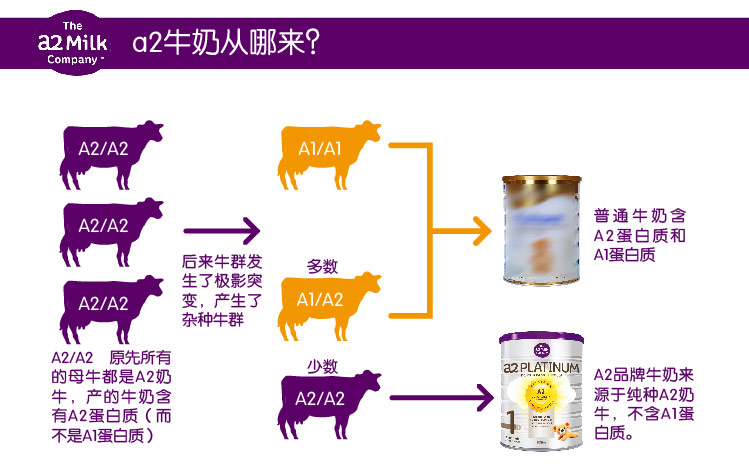 The
a2 Milk
Company™
a2牛奶从哪来？
A2/A2
A2/A2
A2/A2
A2/A2 原先所有
的母牛都是A2奶
牛，产的牛奶含
有A2蛋白质（而
不是A1蛋白质）
后来牛群发
生了极影突
变，产生了
杂种牛群
A1/A1
多数
A1/A2
少数
A2/A2
普通牛奶含
A2蛋白质和
A1蛋白质
a2PLATINUM
A2
1
A2品牌牛奶来
源于纯种A2奶
牛，不含A1蛋
白质。